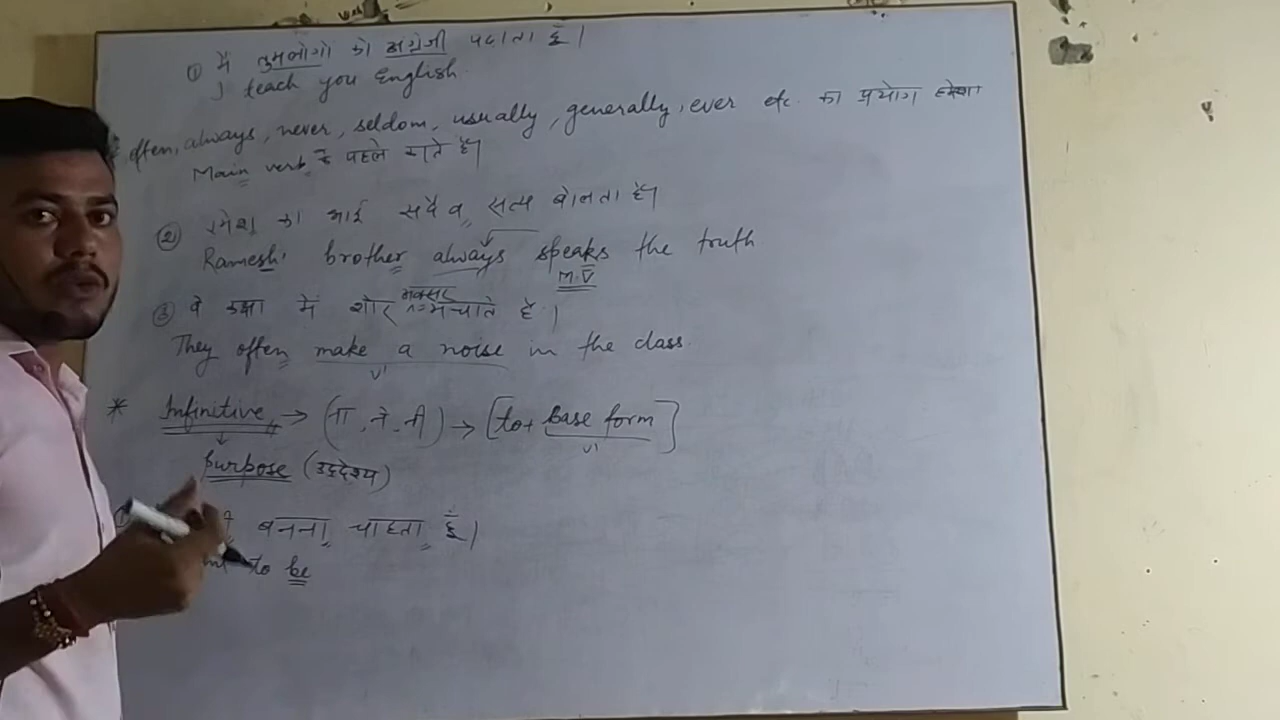 ① मैं तुमलोगों को अंग्रेजी पढाता हूँ।
I teach you English.
often, always, never, seldom, usually, generally, ever etc. का प्रयोग हमेशा
Main verb के पहले करते हैं।
② रमेश का भाई सदैव सत्य बोलता है।
Ramesh' brother always speaks the truth
M.V
③ वे कक्षा में शोर अक्सर मचाते हैं।
They often make a noise in the class.
V'
* Infinitive → (ना, ने, नी) → [to + Base form]
V'
Purpose (उद्देश्य)
बनना चाहता हूँ।
to be